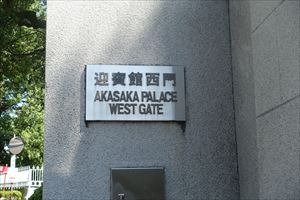 迎賓館西門
AKASAKA PALACE
WEST GATE